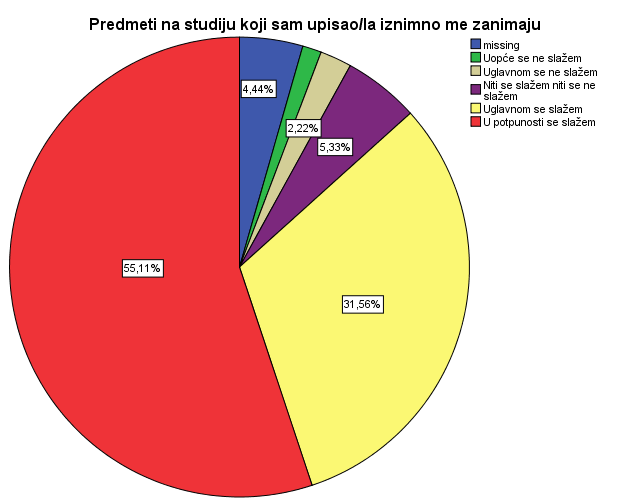 Predmeti na studiju koji sam upisao/la iznimno me zanimaju
missing
Uopće se ne slažem
Uglavnom se ne slažem
Niti se slažem niti se ne
slažem
Uglavnom se slažem
U potpunosti se slažem
4,44%
2,22%
5,33%
55,11%
31,56%